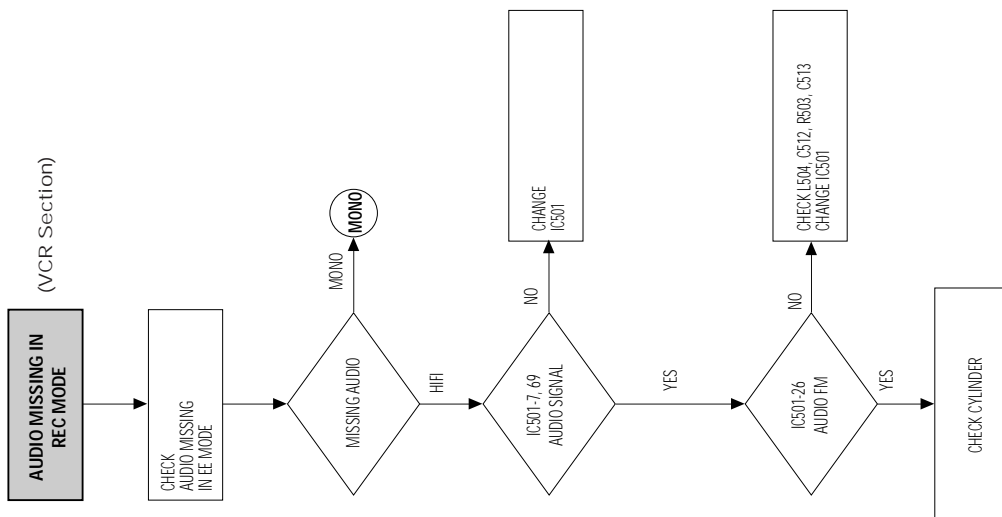 (VCR Section)
AUDIO MISSING IN
REC MODE
CHECK
AUDIO MISSING
IN EE MODE
MISSING AUDIO
MONO
MONO
HIFI
IC501-7, 69
AUDIO SIGNAL
NO
CHANGE
IC501
YES
IC501-26
AUDIO FM
NO
CHECK L504, C512, R503, C513
CHANGE IC501
YES
CHECK CYLINDER